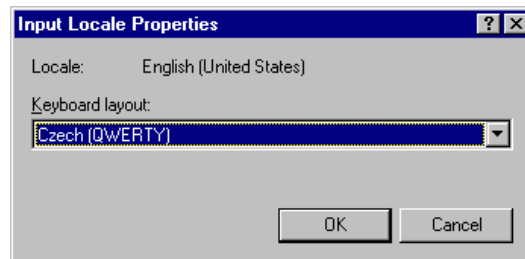 Input Locale Properties
Locale: English (United States)
Keyboard layout:
Czech (QWERTY)
OK Cancel